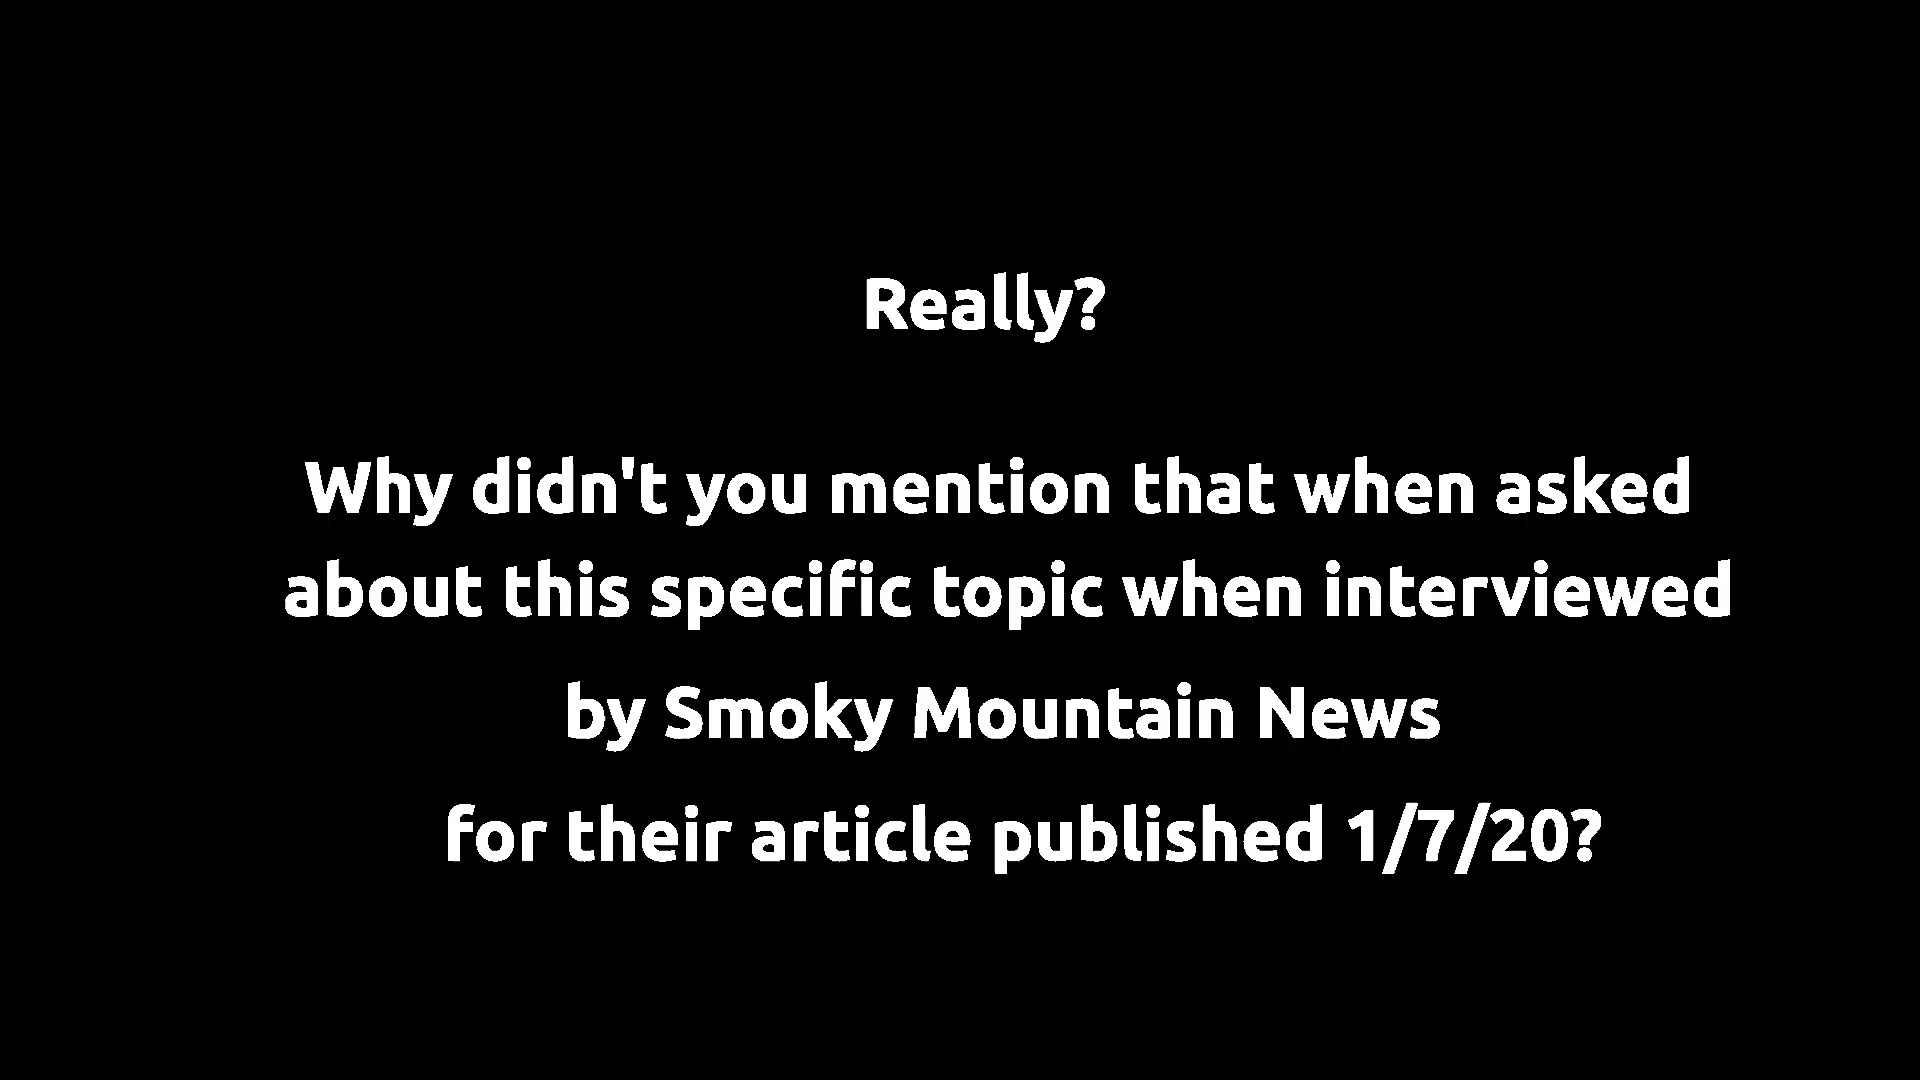 Really?
Why didn't you mention that when asked
about this specific topic when interviewed
by Smoky Mountain News
for their article published 1/7/20?